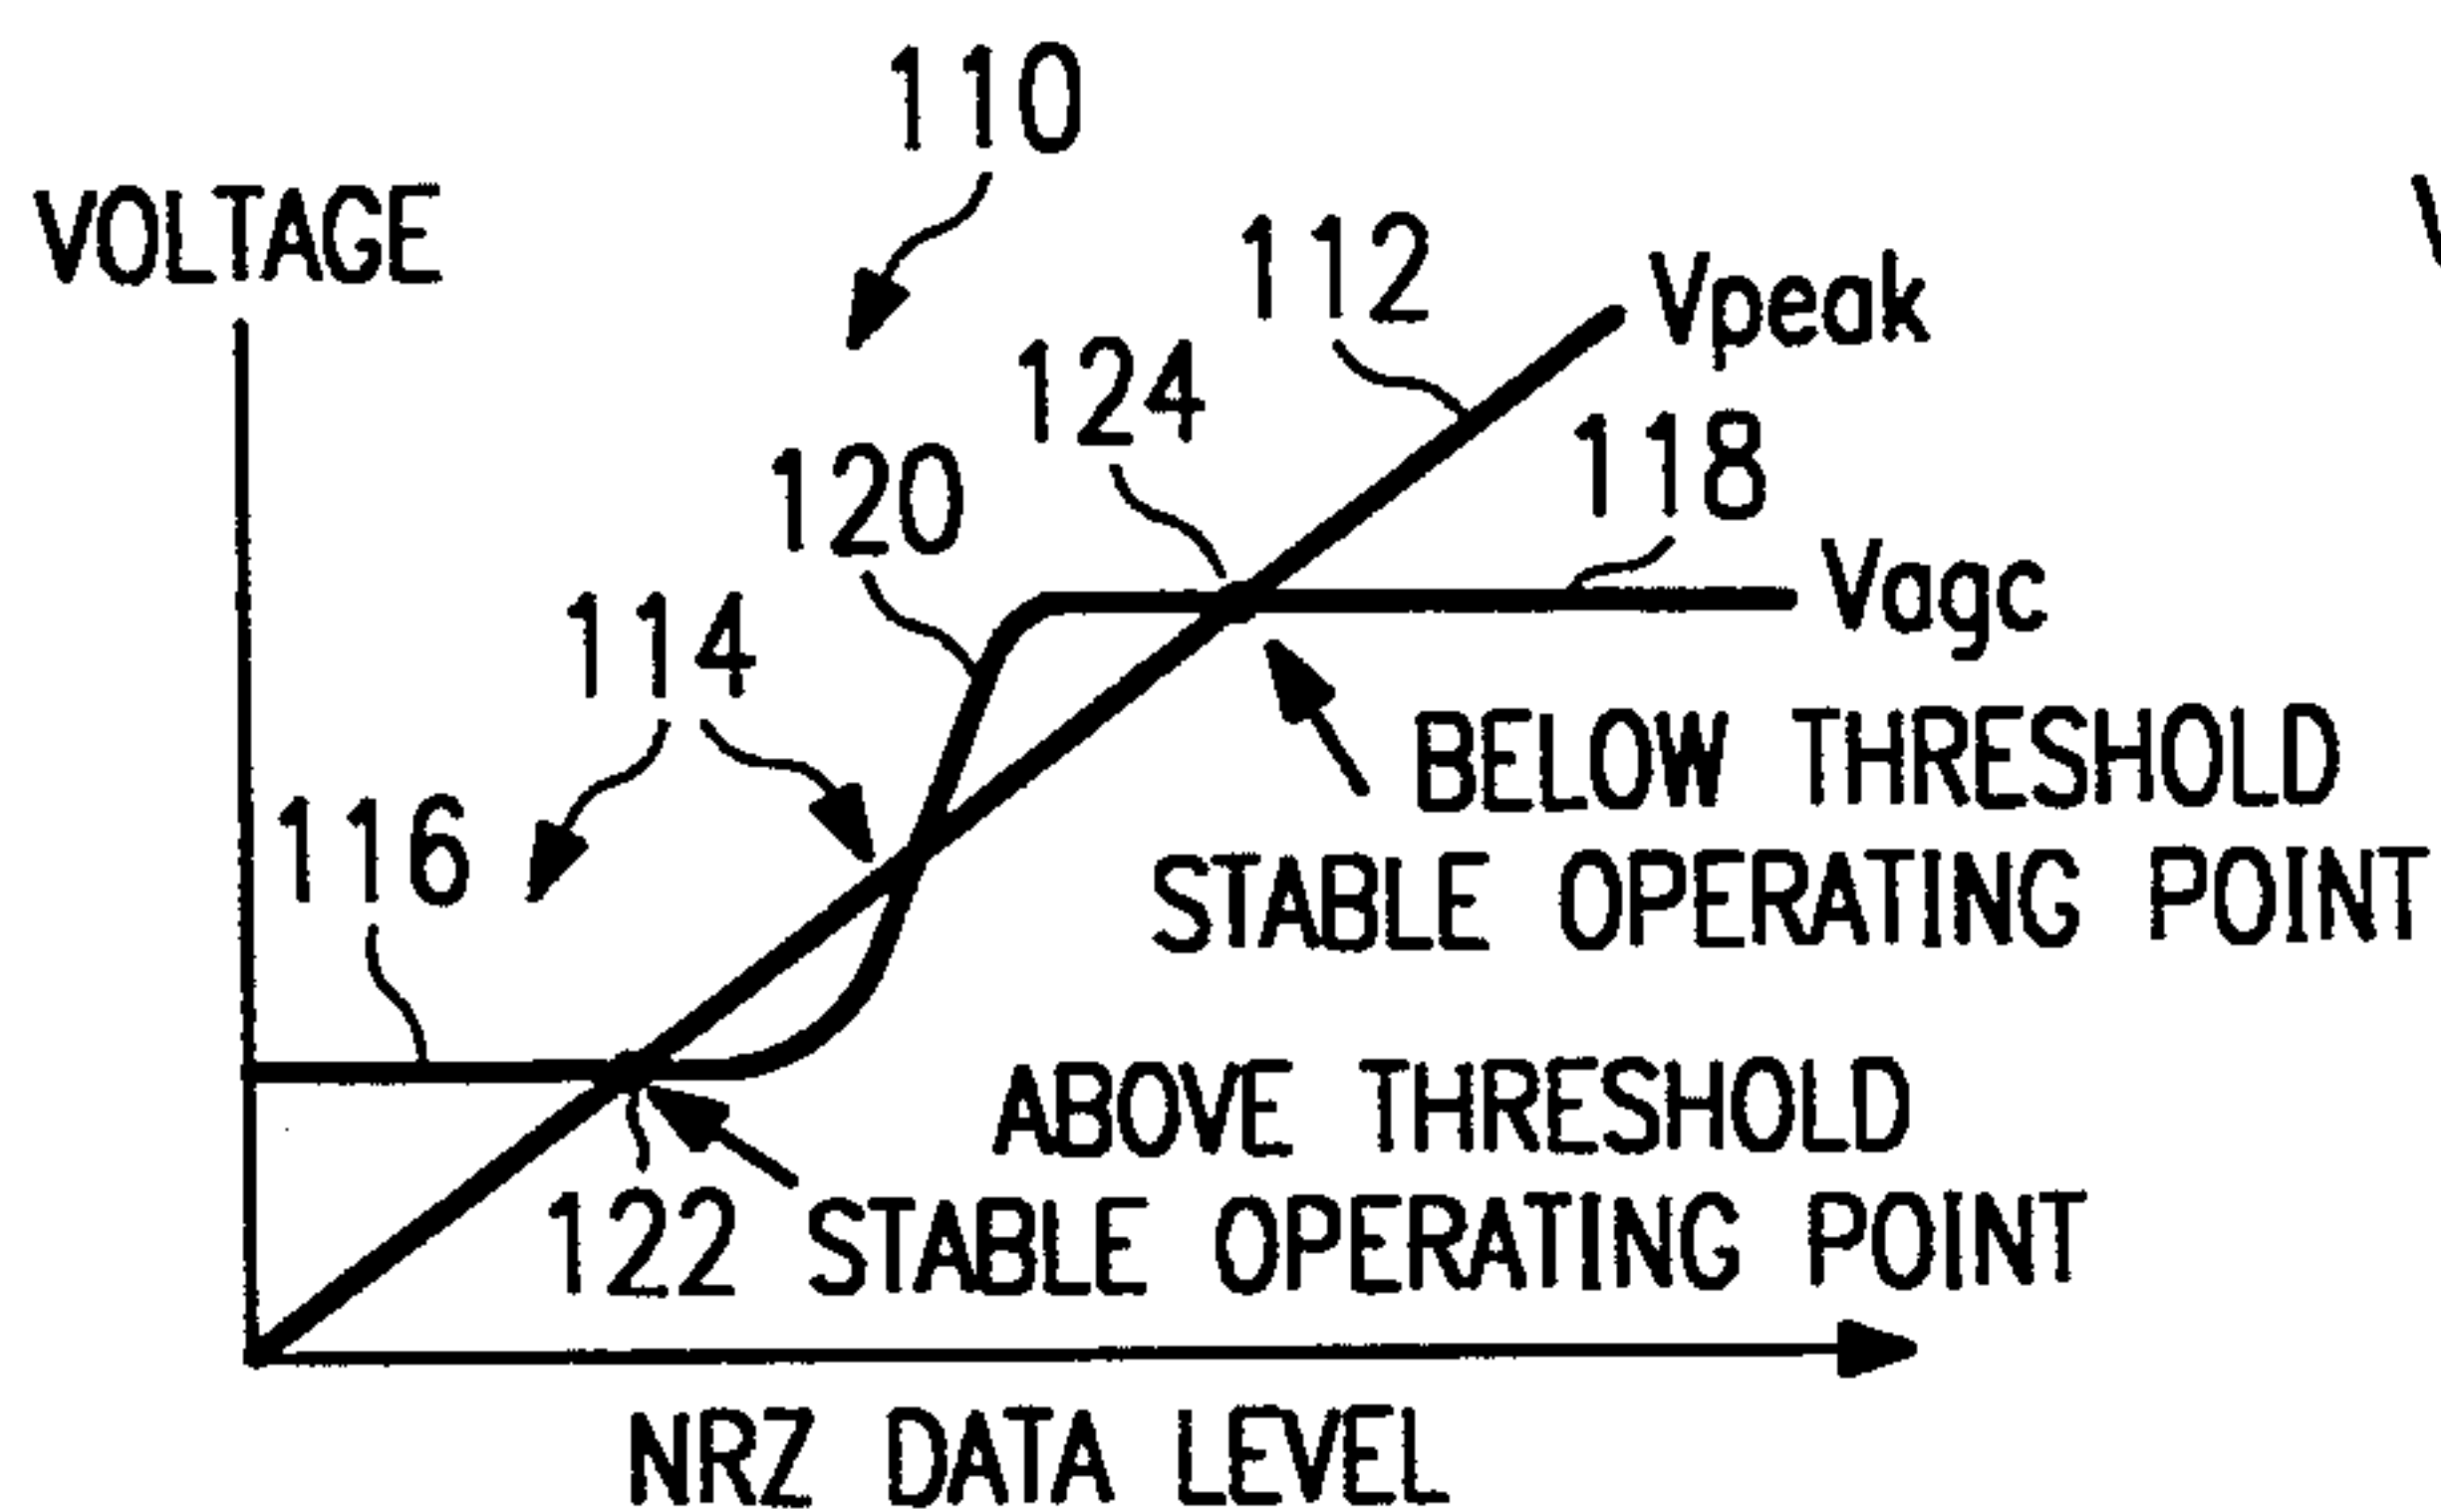 110
VOLTAGE
112
Vpeak
124
118
120
Vagc
114
BELOW THRESHOLD
STABLE OPERATING POINT
116
ABOVE THRESHOLD
122 STABLE OPERATING POINT
NRZ DATA LEVEL